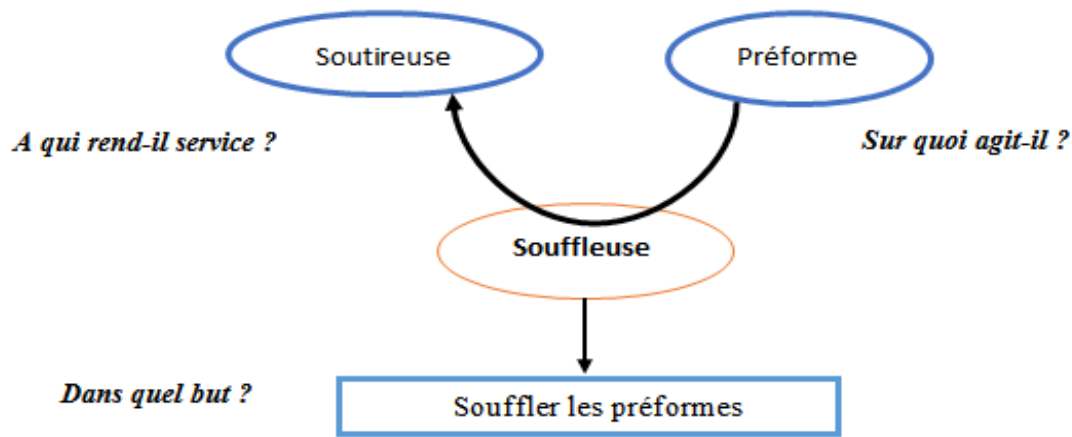 Soutireuse
Préforme
A qui rend-il service ?
Sur quoi agit-il ?
Souffleuse
Dans quel but ?
Souffler les préformes